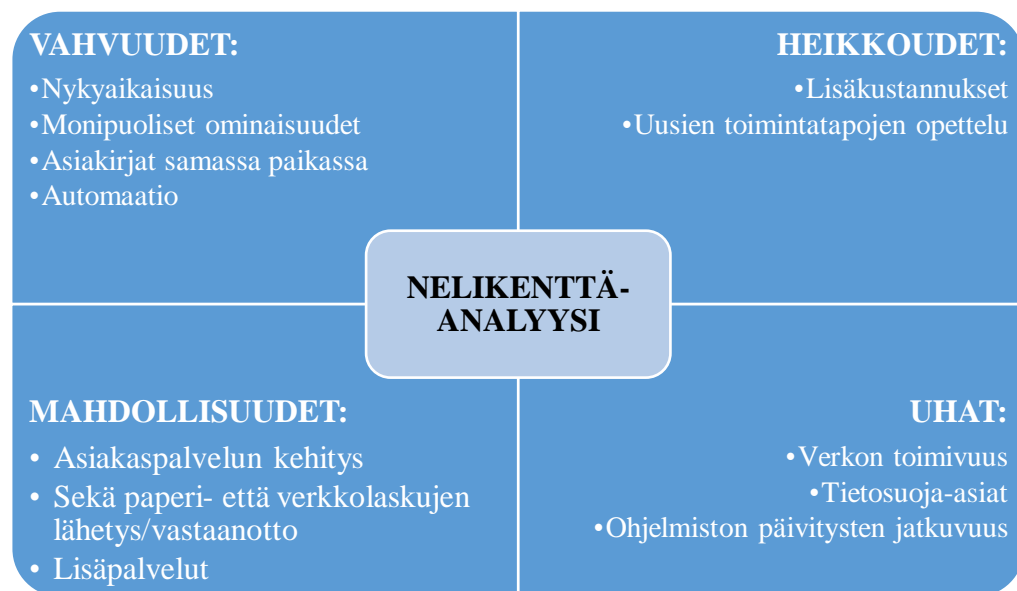 VAHVUUDET:
•Nykyaikaisuus
•Monipuoliset ominaisuudet
•Asiakirjat samassa paikassa
•Automaatio
HEIKKOUDET:
•Lisäkustannukset
•Uusien toimintatapojen opettelu
NELIKENTTÄ-
ANALYYSI
MAHDOLLISUUDET:
• Asiakaspalvelun kehitys
• Sekä paperi- että verkkolaskujen
lähetys/vastaanotto
• Lisäpalvelut
UHAT:
•Verkon toimivuus
•Tietosuoja-asiat
•Ohjelmiston päivitysten jatkuvuus